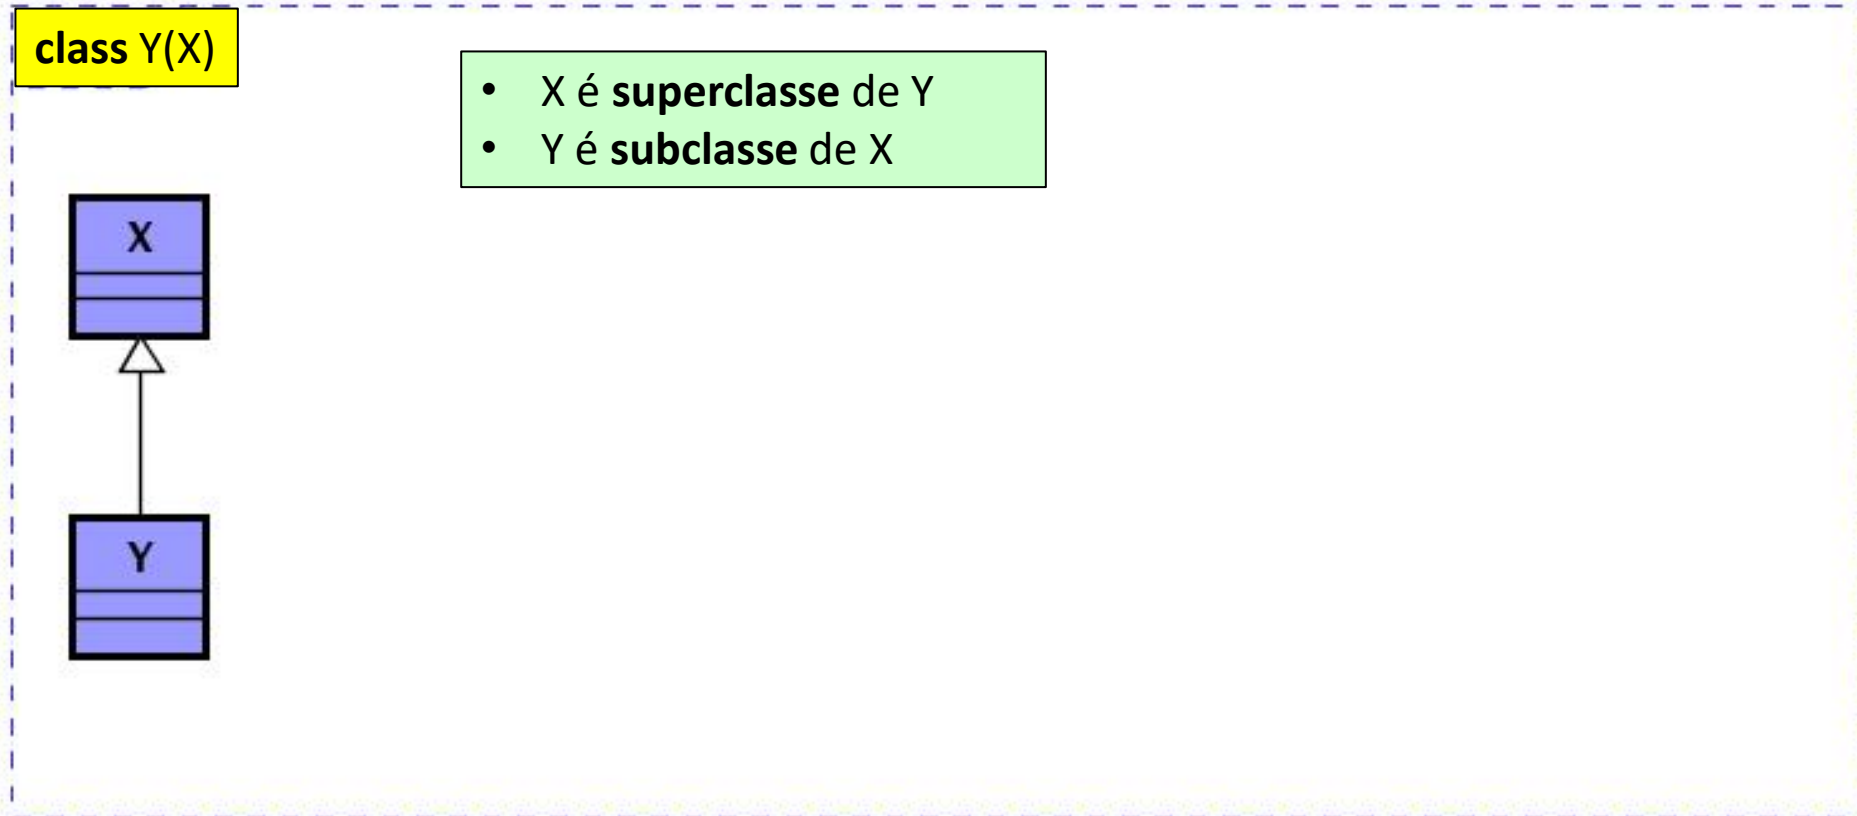 class Y(X)
• X é superclasse de Y
• Y é subclasse de X
X
Y